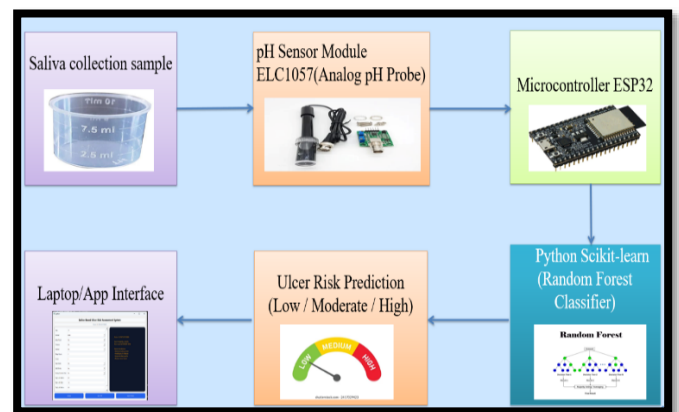 Saliva collection sample
7.5 ml
2.5 ml
pH Sensor Module
ELC1057(Analog pH Probe)
Microcontroller ESP32
Python Scikit-learn
(Random Forest
Classifier)
Random Forest
Ulcer Risk Prediction
(Low / Moderate / High)
LOW
MEDIUM
HIGH
Laptop/App Interface